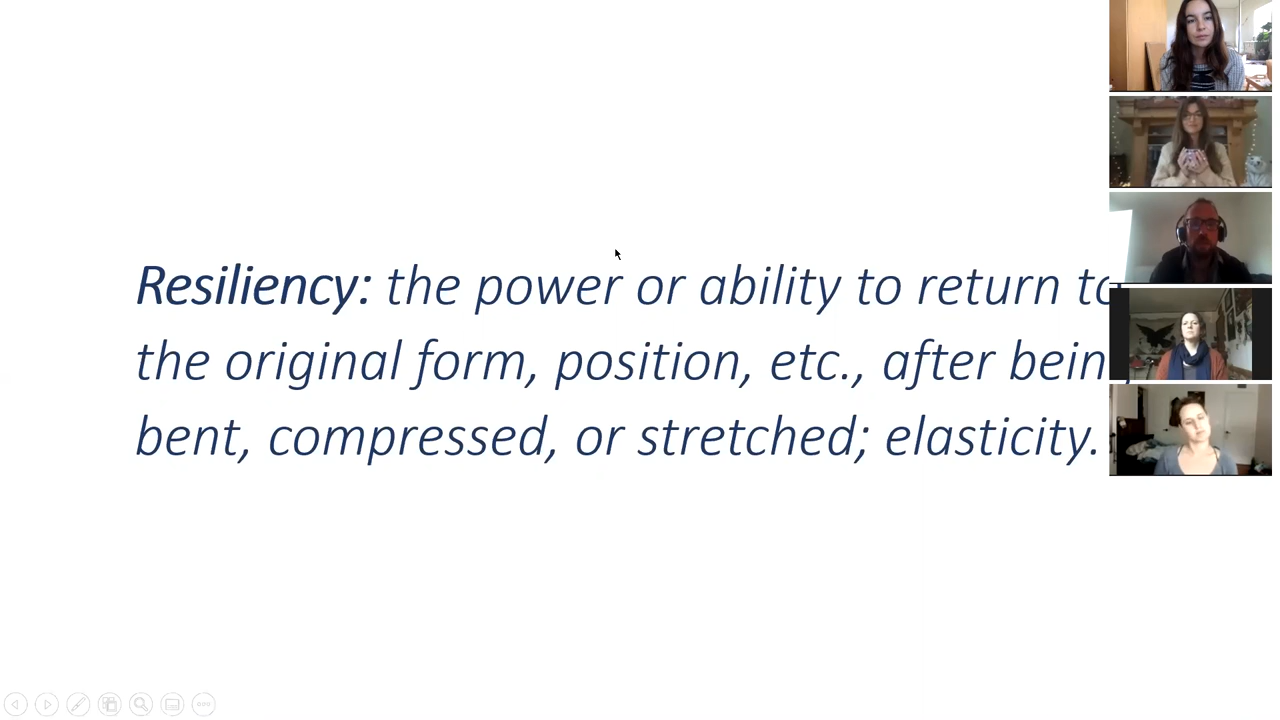 Resiliency: the power or ability to return to
the original form, position, etc., after being
bent, compressed, or stretched; elasticity.